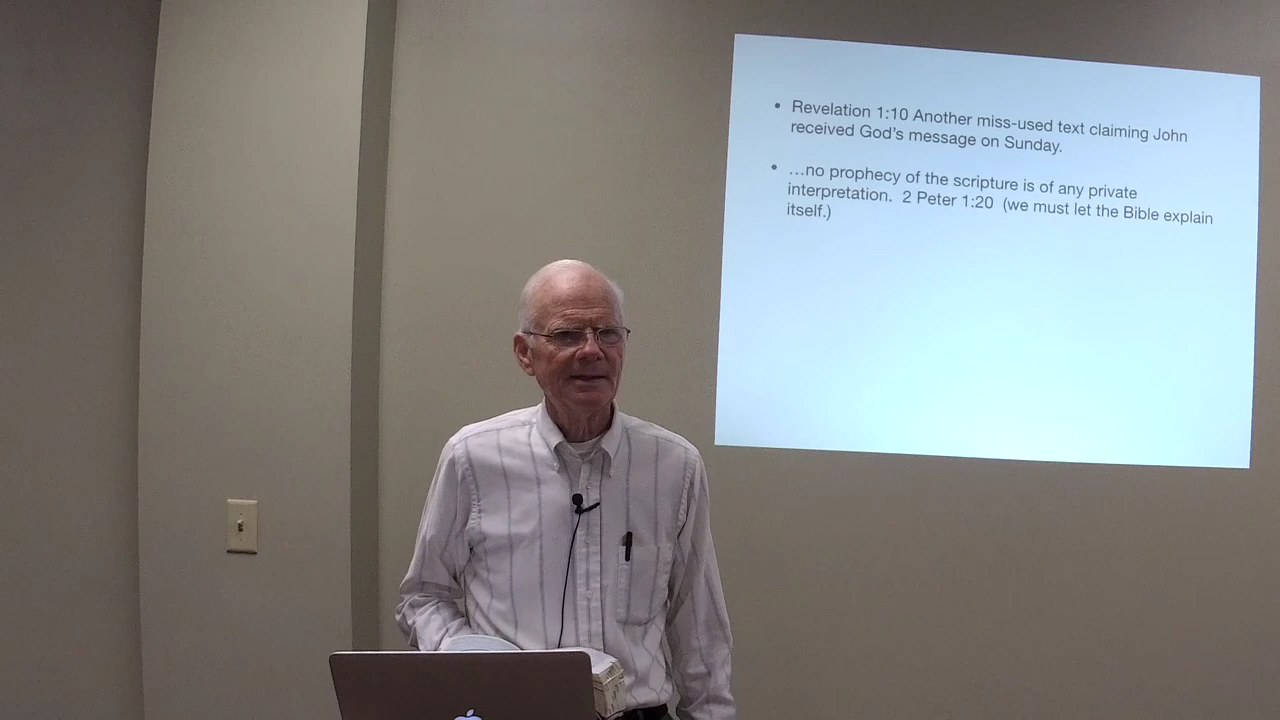 • Revelation 1:10 Another miss-used text claiming John
received God's message on Sunday.
• …no prophecy of the scripture is of any private
interpretation.  2 Peter 1:20  (we must let the Bible explain
itself.)